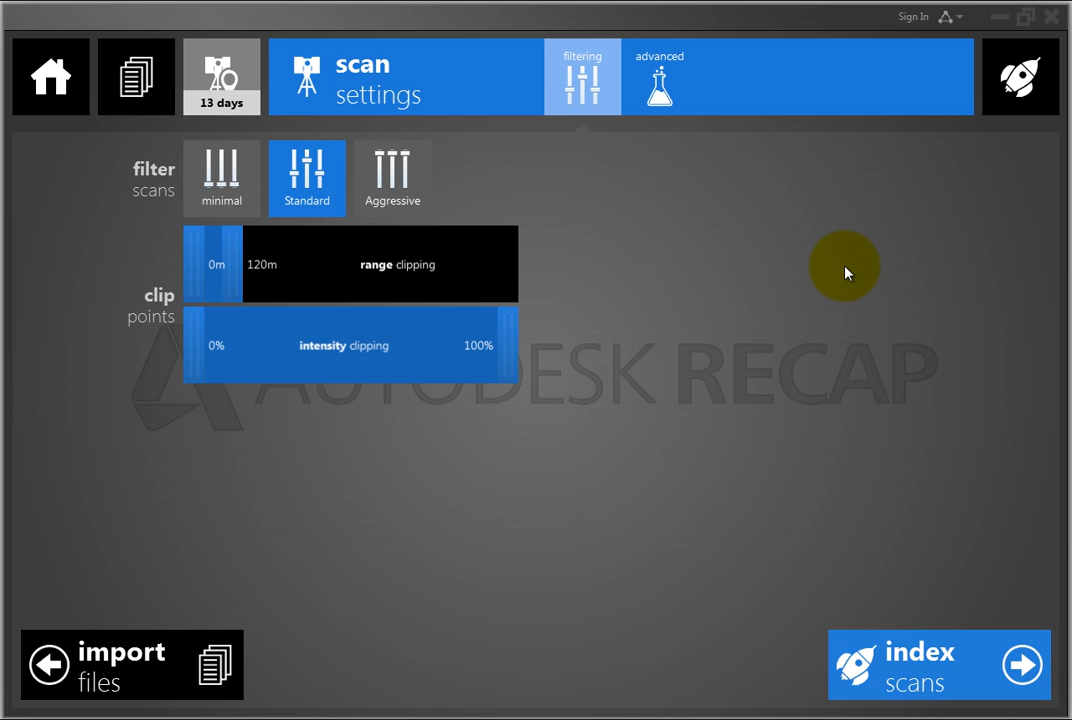 Sign In
13 days
scan
settings
filtering
advanced
filter
scans
minimal
Standard
Aggressive
0m 120m range clipping
clip
points
0% intensity clipping 100%
AUTODESK RECAP
import
files
index
scans